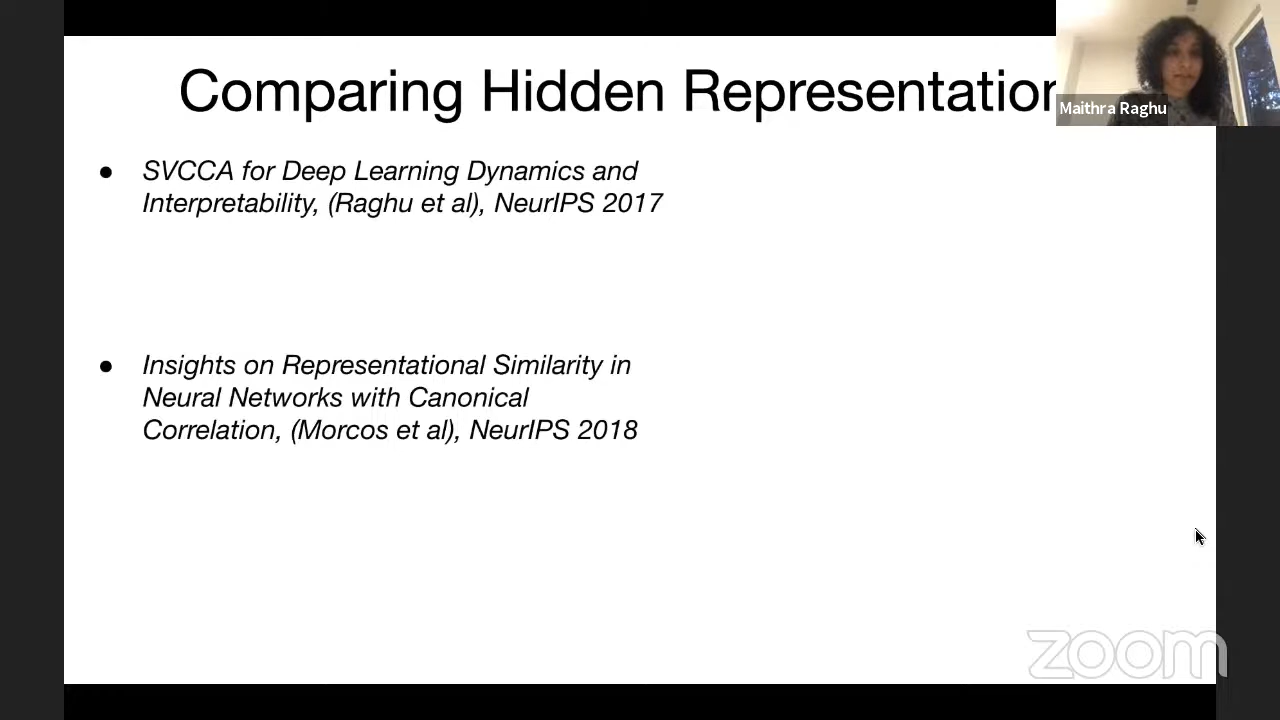 Comparing Hidden Representation
Maithra Raghu
● SVCCA for Deep Learning Dynamics and
Interpretability, (Raghu et al), NeurIPS 2017
● Insights on Representational Similarity in
Neural Networks with Canonical
Correlation, (Morcos et al), NeurIPS 2018
zoom